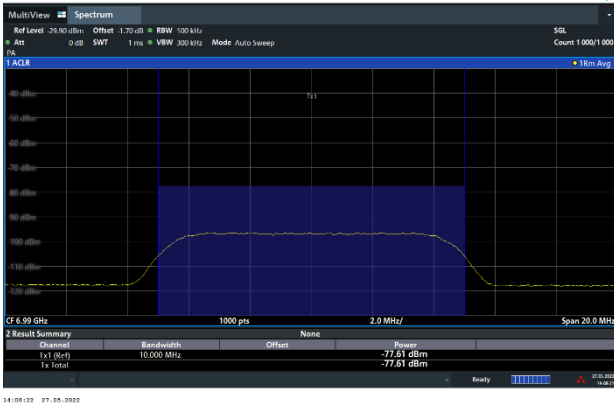 MultiView Spectrum
Ref Level -29.90 dBm Offset -1.70 dB RBW 100 kHz SGL
Att 0 dB SWT 1 ms VBW 300 kHz Mode Auto Sweep Count 1000/1000
PA
1 ACLR 1Rm Avg
Tx1
-40 dBm
-50 dBm
-60 dBm
-70 dBm
-80 dBm
-90 dBm
-100 dBm
-110 dBm
-120 dBm
CF 6.99 GHz 1000 pts 2.0 MHz/ Span 20.0 MHz
2 Result Summary None
Channel Bandwidth Offset Power
Tx1 (Ref) 10.000 MHz -77.61 dBm
Tx Total -77.61 dBm
Ready 27.05.2022
14:08:22 27.05.2022